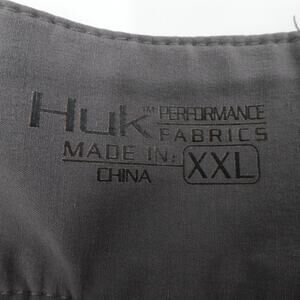 Huk™ PERFORMANCE
FABRICS
MADE IN: XXL
CHINA